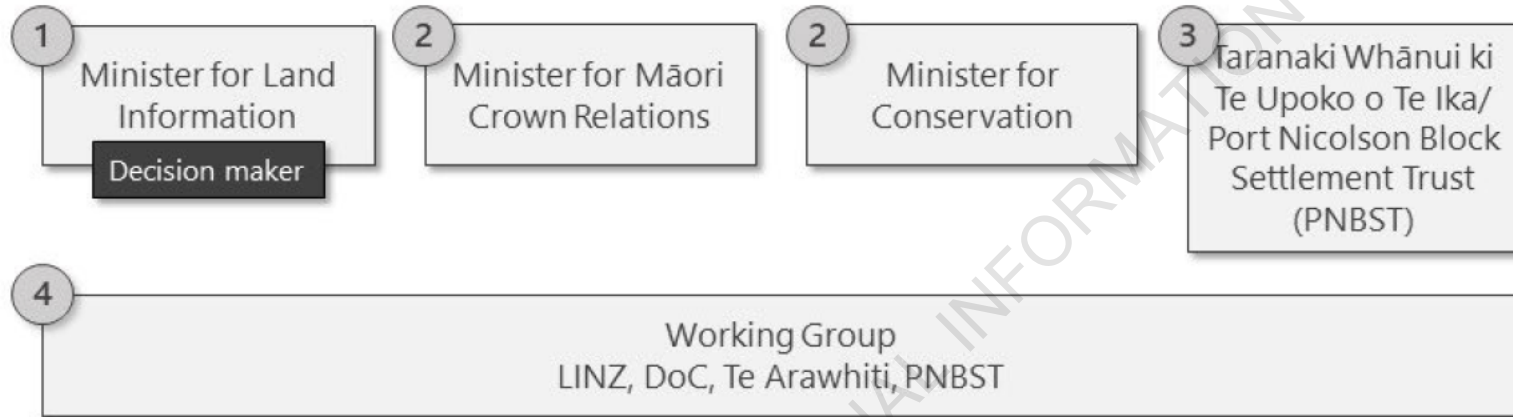 1
Minister for Land
Information
Decision maker
2
Minister for Māori
Crown Relations
2
Minister for
Conservation
3
Taranaki Whānui ki
Te Upoko o Te Ika/
Port Nicolson Block
Settlement Trust
(PNBST)
4
Working Group
LINZ, DoC, Te Arawhiti, PNBST
INFORMATION